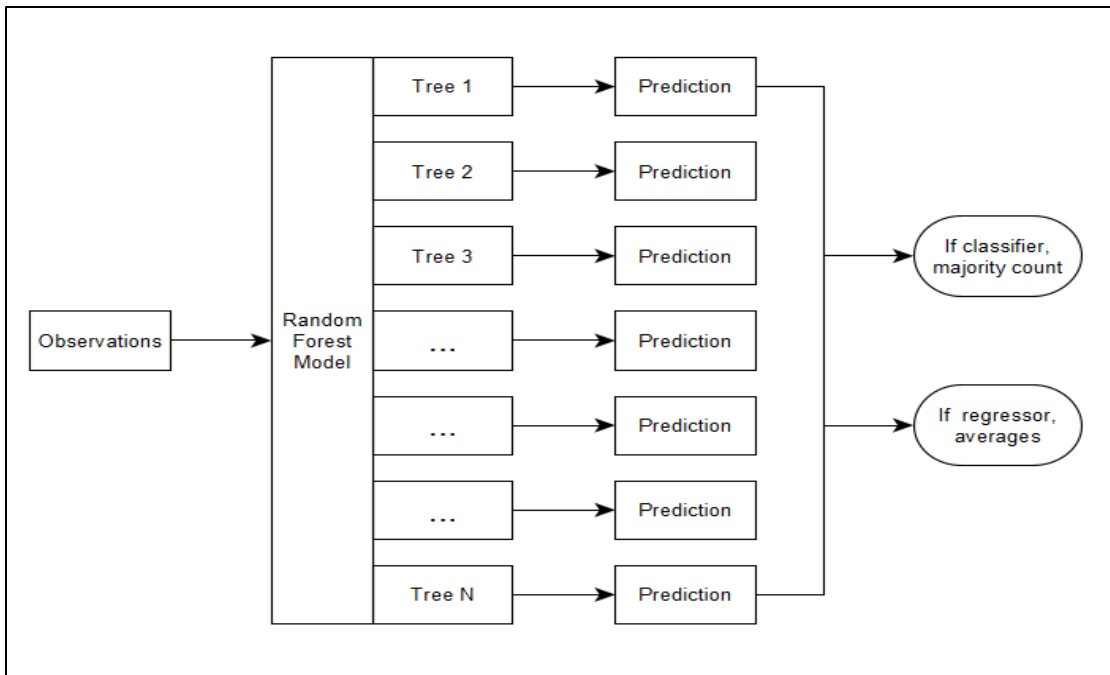 Tree 1
Prediction
Tree 2
Prediction
Tree 3
Prediction
If classifier,
majority count
Observations
Random
Forest
Model
...
Prediction
...
Prediction
If regressor,
averages
...
Prediction
Tree N
Prediction